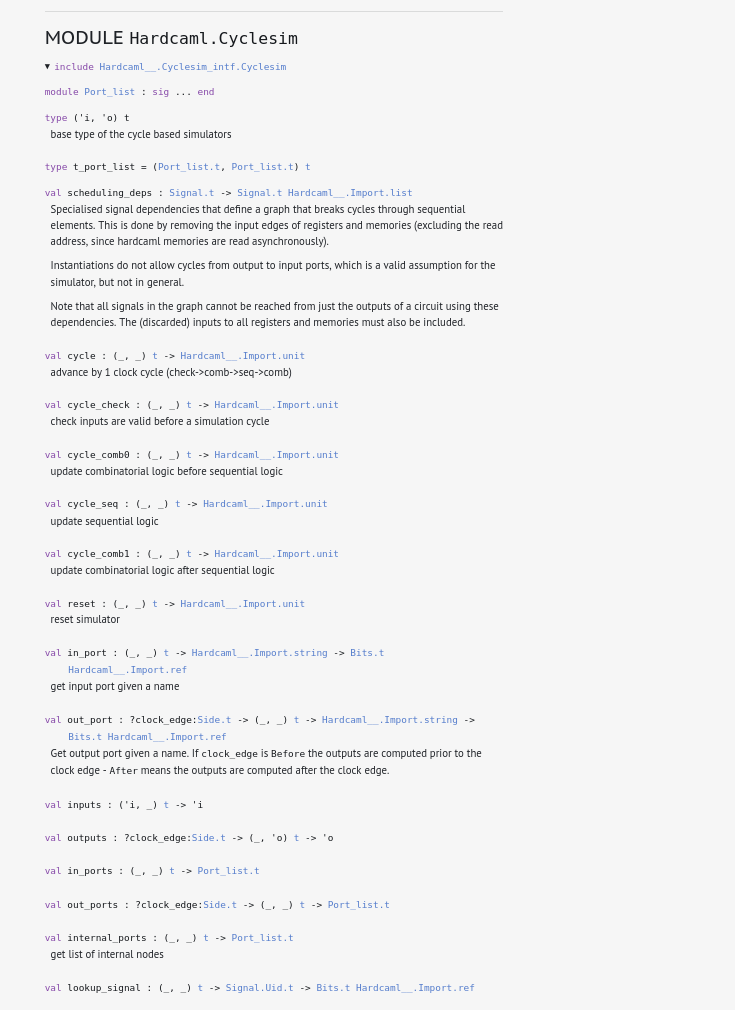 MODULE Hardcaml.Cyclesim
▼ include Hardcaml__.Cyclesim_intf.Cyclesim
module Port_list : sig ... end
type ('i, 'o) t
base type of the cycle based simulators
type t_port_list = (Port_list.t, Port_list.t) t
val scheduling_deps : Signal.t -> Signal.t Hardcaml__.Import.list
Specialised signal dependencies that define a graph that breaks cycles through sequential
elements. This is done by removing the input edges of registers and memories (excluding the read
address, since hardcaml memories are read asynchronously).
Instantiations do not allow cycles from output to input ports, which is a valid assumption for the
simulator, but not in general.
Note that all signals in the graph cannot be reached from just the outputs of a circuit using these
dependencies. The (discarded) inputs to all registers and memories must also be included.
val cycle : (_, _) t -> Hardcaml__.Import.unit
advance by 1 clock cycle (check->comb->seq->comb)
val cycle_check : (_, _) t -> Hardcaml__.Import.unit
check inputs are valid before a simulation cycle
val cycle_comb0 : (_, _) t -> Hardcaml__.Import.unit
update combinatorial logic before sequential logic
val cycle_seq : (_, _) t -> Hardcaml__.Import.unit
update sequential logic
val cycle_comb1 : (_, _) t -> Hardcaml__.Import.unit
update combinatorial logic after sequential logic
val reset : (_, _) t -> Hardcaml__.Import.unit
reset simulator
val in_port : (_, _) t -> Hardcaml__.Import.string -> Bits.t
Hardcaml__.Import.ref
get input port given a name
val out_port : ?clock_edge:Side.t -> (_, _) t -> Hardcaml__.Import.string ->
Bits.t Hardcaml__.Import.ref
Get output port given a name. If clock_edge is Before the outputs are computed prior to the
clock edge - After means the outputs are computed after the clock edge.
val inputs : ('i, _) t -> 'i
val outputs : ?clock_edge:Side.t -> (_, 'o) t -> 'o
val in_ports : (_, _) t -> Port_list.t
val out_ports : ?clock_edge:Side.t -> (_, _) t -> Port_list.t
val internal_ports : (_, _) t -> Port_list.t
get list of internal nodes
val lookup_signal : (_, _) t -> Signal.Uid.t -> Bits.t Hardcaml__.Import.ref